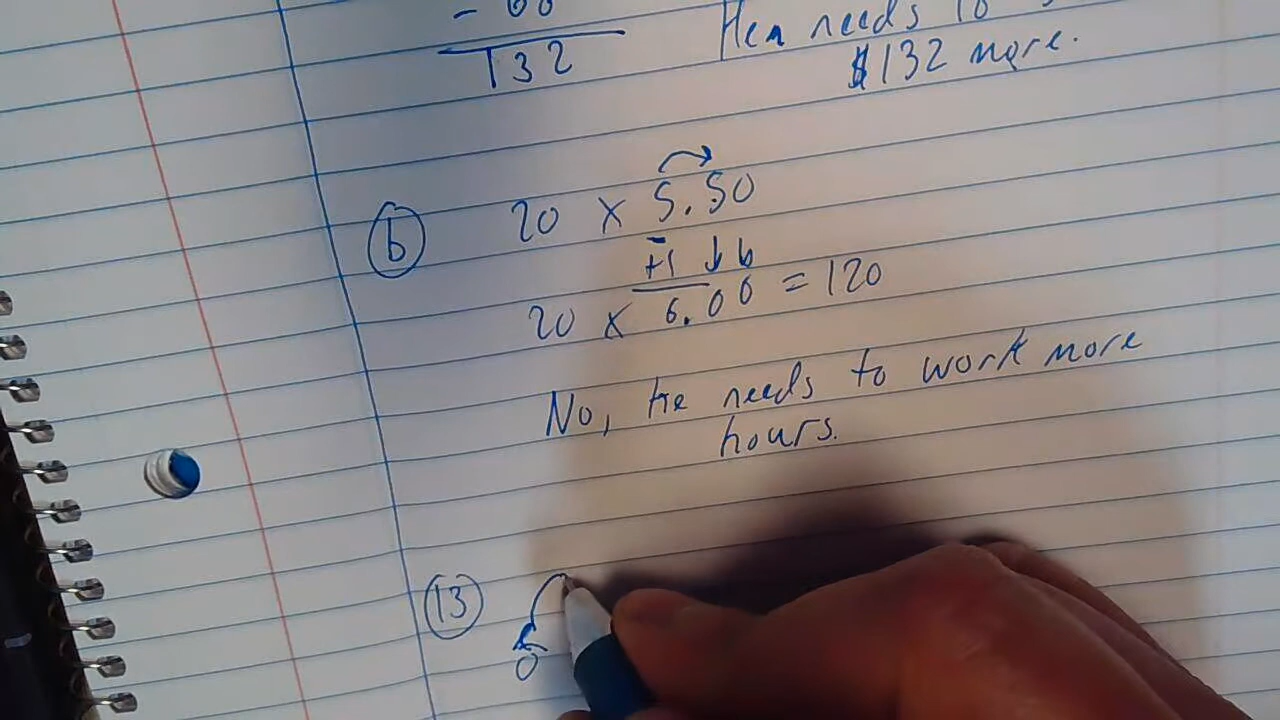 132
needs to
$132 more.
b 20 x 5.50
+1
20 x 6.00 = 120
No, he needs to work more
hours.
13